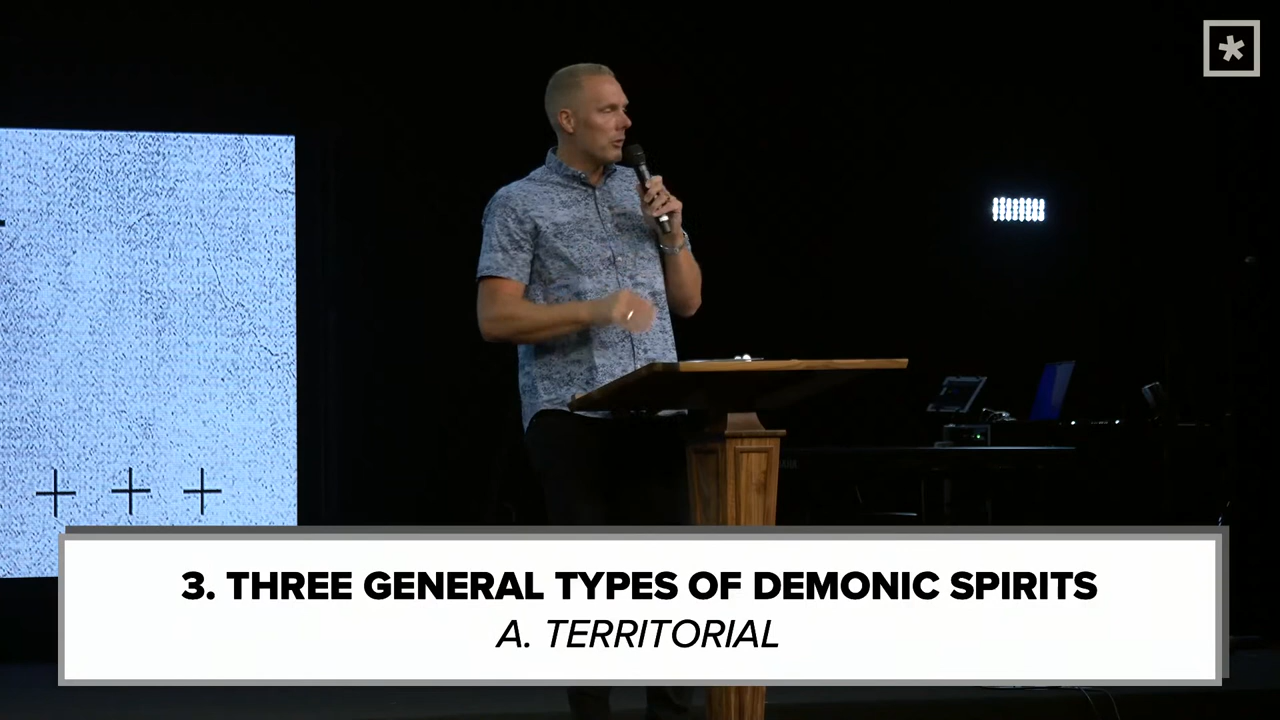 3. THREE GENERAL TYPES OF DEMONIC SPIRITS
A. TERRITORIAL